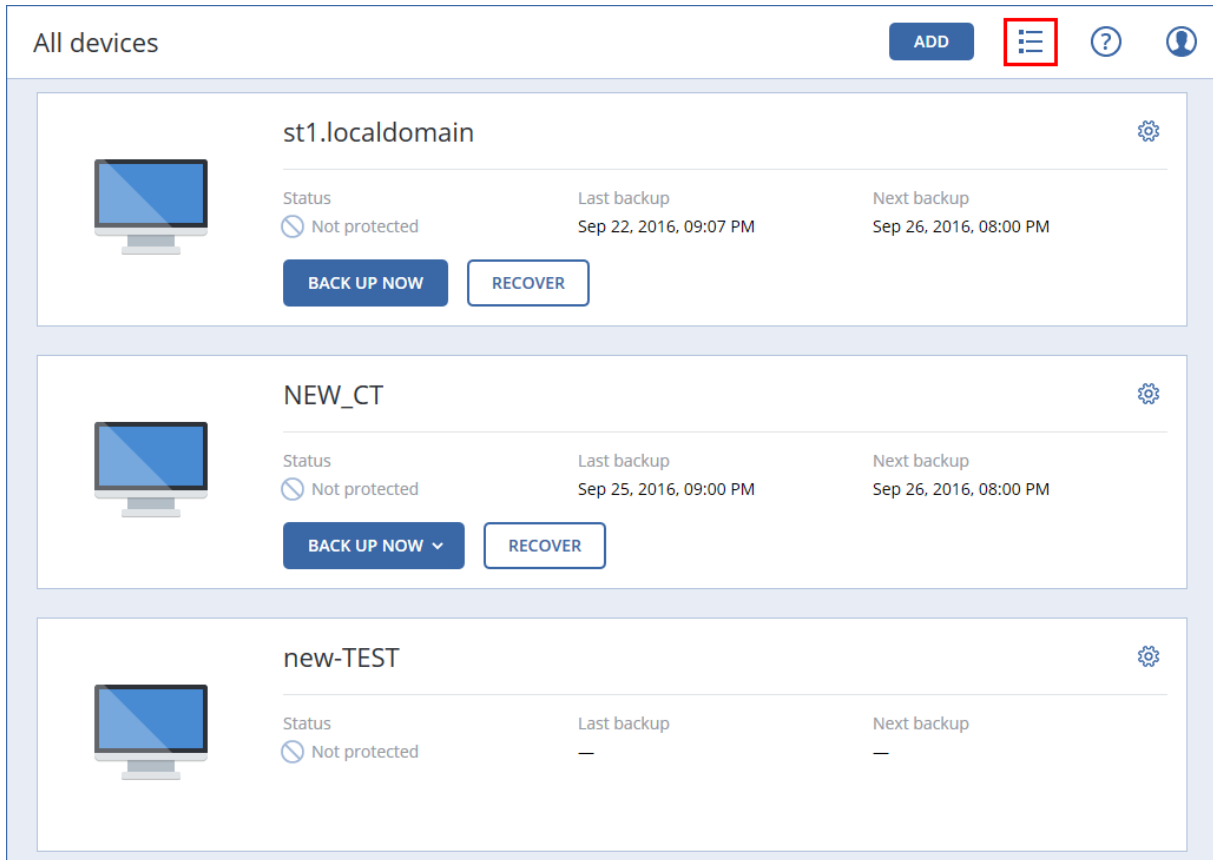 All devices
ADD
?
st1.localdomain
Status Last backup Next backup
Not protected Sep 22, 2016, 09:07 PM Sep 26, 2016, 08:00 PM
BACK UP NOW RECOVER
NEW_CT
Status Last backup Next backup
Not protected Sep 25, 2016, 09:00 PM Sep 26, 2016, 08:00 PM
BACK UP NOW RECOVER
new-TEST
Status Last backup Next backup
Not protected — —